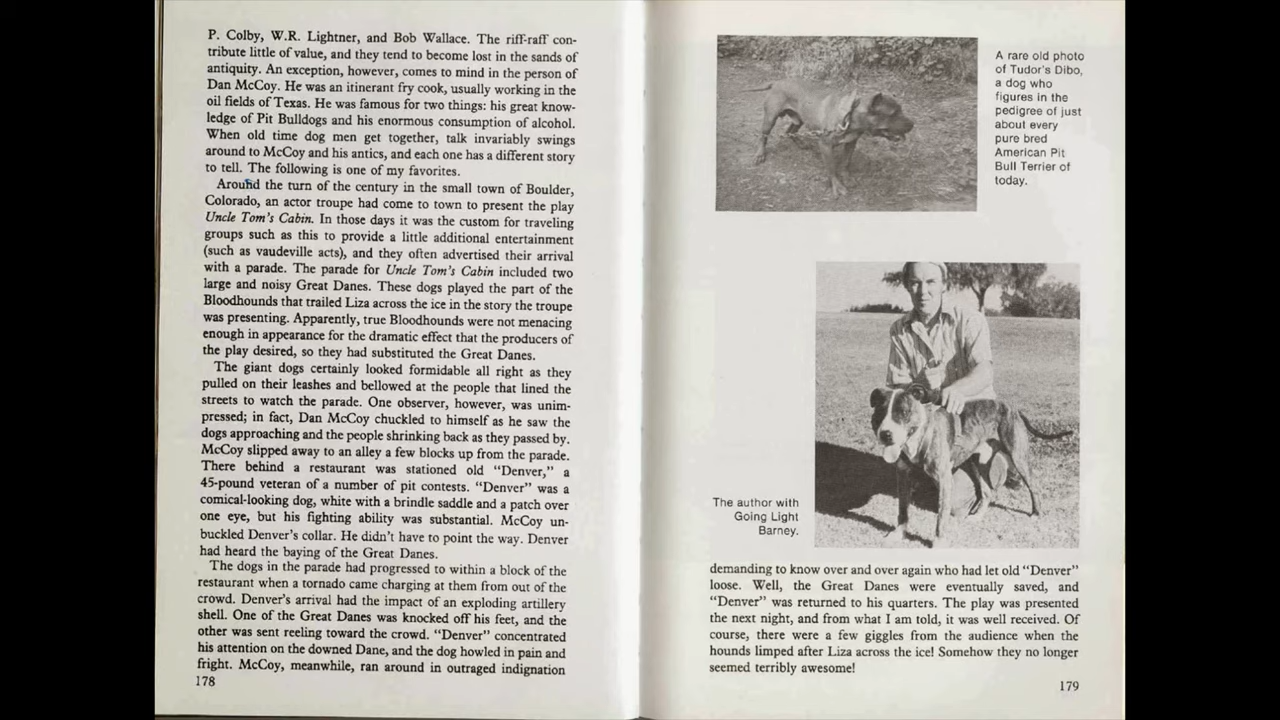 P. Colby, W.R. Lightner, and Bob Wallace. The riff-raff con-
tribute little of value, and they tend to become lost in the sands of
antiquity. An exception, however, comes to mind in the person of
Dan McCoy. He was an itinerant fry cook, usually working in the
oil fields of Texas. He was famous for two things: his great know-
ledge of Pit Bulldogs and his enormous consumption of alcohol.
When old time dog men get together, talk invariably swings
around to McCoy and his antics, and each one has a different story
to tell. The following is one of my favorites.
Around the turn of the century in the small town of Boulder,
Colorado, an actor troupe had come to town to present the play
Uncle Tom's Cabin. In those days it was the custom for traveling
groups such as this to provide a little additional entertainment
(such as vaudeville acts), and they often advertised their arrival
with a parade. The parade for Uncle Tom's Cabin included two
large and noisy Great Danes. These dogs played the part of the
Bloodhounds that trailed Liza across the ice in the story the troupe
was presenting. Apparently, true Bloodhounds were not menacing
enough in appearance for the dramatic effect that the producers of
the play desired, so they had substituted the Great Danes.
The giant dogs certainly looked formidable all right as they
pulled on their leashes and bellowed at the people that lined the
streets to watch the parade. One observer, however, was unim-
pressed; in fact, Dan McCoy chuckled to himself as he saw the
dogs approaching and the people shrinking back as they passed by.
McCoy slipped away to an alley a few blocks up from the parade.
There behind a restaurant was stationed old "Denver," a
45-pound veteran of a number of pit contests. "Denver" was a
comical-looking dog, white with a brindle saddle and a patch over
one eye, but his fighting ability was substantial. McCoy un-
buckled Denver's collar. He didn't have to point the way. Denver
had heard the baying of the Great Danes.
The dogs in the parade had progressed to within a block of the
restaurant when a tornado came charging at them from out of the
crowd. Denver's arrival had the impact of an exploding artillery
shell. One of the Great Danes was knocked off his feet, and the
other was sent reeling toward the crowd. "Denver" concentrated
his attention on the downed Dane, and the dog howled in pain and
fright. McCoy, meanwhile, ran around in outraged indignation
178
A rare old photo
of Tudor's Dibo,
a dog who
figures in the
pedigree of just
about every
pure bred
American Pit
Bull Terrier of
today.
The author with
Going Light
Barney.
demanding to know over and over again who had let old "Denver"
loose. Well, the Great Danes were eventually saved, and
"Denver" was returned to his quarters. The play was presented
the next night, and from what I am told, it was well received. Of
course, there were a few giggles from the audience when the
hounds limped after Liza across the ice! Somehow they no longer
seemed terribly awesome!
179